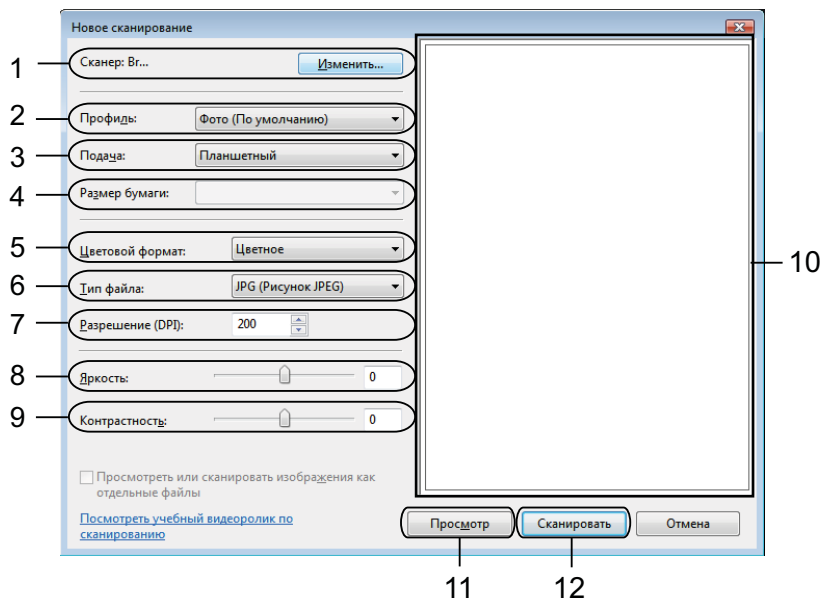 Новое сканирование
1 Сканер: Br... Изменить...
2 Профиль: Фото (По умолчанию)
3 Подача: Планшетный
4 Размер бумаги:
5 Цветовой формат: Цветное
10
6 Тип файла: JPG (Рисунок JPEG)
7 Разрешение (DPI): 200
8 Яркость: 0
9 Контрастность: 0
Просмотреть или сканировать изображения как
отдельные файлы
Посмотреть учебный видеоролик по
сканированию
Просмотр Сканировать Отмена
11 12